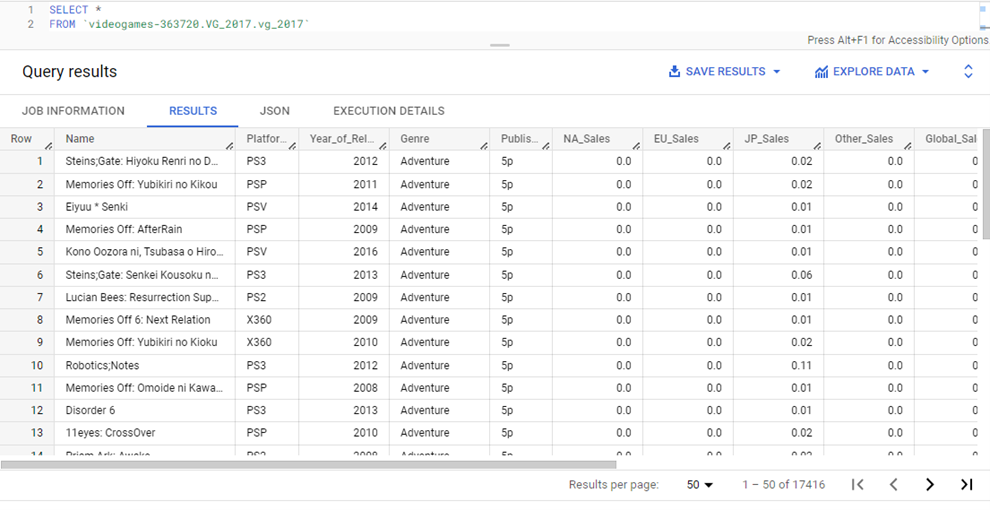 1 SELECT *
2 FROM `videogames-363720.VG_2017.vg_2017`
Press Alt+F1 for Accessibility Options
Query results SAVE RESULTS EXPLORE DATA
JOB INFORMATION RESULTS JSON EXECUTION DETAILS
Row Name Platfor... Year_of_Rel... Genre Publis... NA_Sales EU_Sales JP_Sales Other_Sales Global_Sal
1 Steins;Gate: Hiyoku Renri no D... PS3 2012 Adventure 5p 0.0 0.0 0.02 0.0 0
2 Memories Off: Yubikiri no Kikou PSP 2011 Adventure 5p 0.0 0.0 0.02 0.0 0
3 Eiyuu * Senki PSV 2014 Adventure 5p 0.0 0.0 0.01 0.0 0
4 Memories Off: AfterRain PSP 2009 Adventure 5p 0.0 0.0 0.01 0.0 0
5 Kono Oozora ni, Tsubasa o Hiro... PSV 2016 Adventure 5p 0.0 0.0 0.01 0.0 0
6 Steins;Gate: Senkei Kousoku n... PS3 2013 Adventure 5p 0.0 0.0 0.06 0.0 0
7 Lucian Bees: Resurrection Sup... PS2 2009 Adventure 5p 0.0 0.0 0.01 0.0 0
8 Memories Off 6: Next Relation X360 2009 Adventure 5p 0.0 0.0 0.01 0.0 0
9 Memories Off: Yubikiri no Kioku X360 2010 Adventure 5p 0.0 0.0 0.02 0.0 0
10 Robotics;Notes PS3 2012 Adventure 5p 0.0 0.0 0.11 0.0 0
11 Memories Off: Omoide ni Kawa... PSP 2008 Adventure 5p 0.0 0.0 0.01 0.0 0
12 Disorder 6 PS3 2013 Adventure 5p 0.0 0.0 0.01 0.0 0
13 11eyes: CrossOver PSP 2010 Adventure 5p 0.0 0.0 0.02 0.0 0
Results per page: 50 1 – 50 of 17416